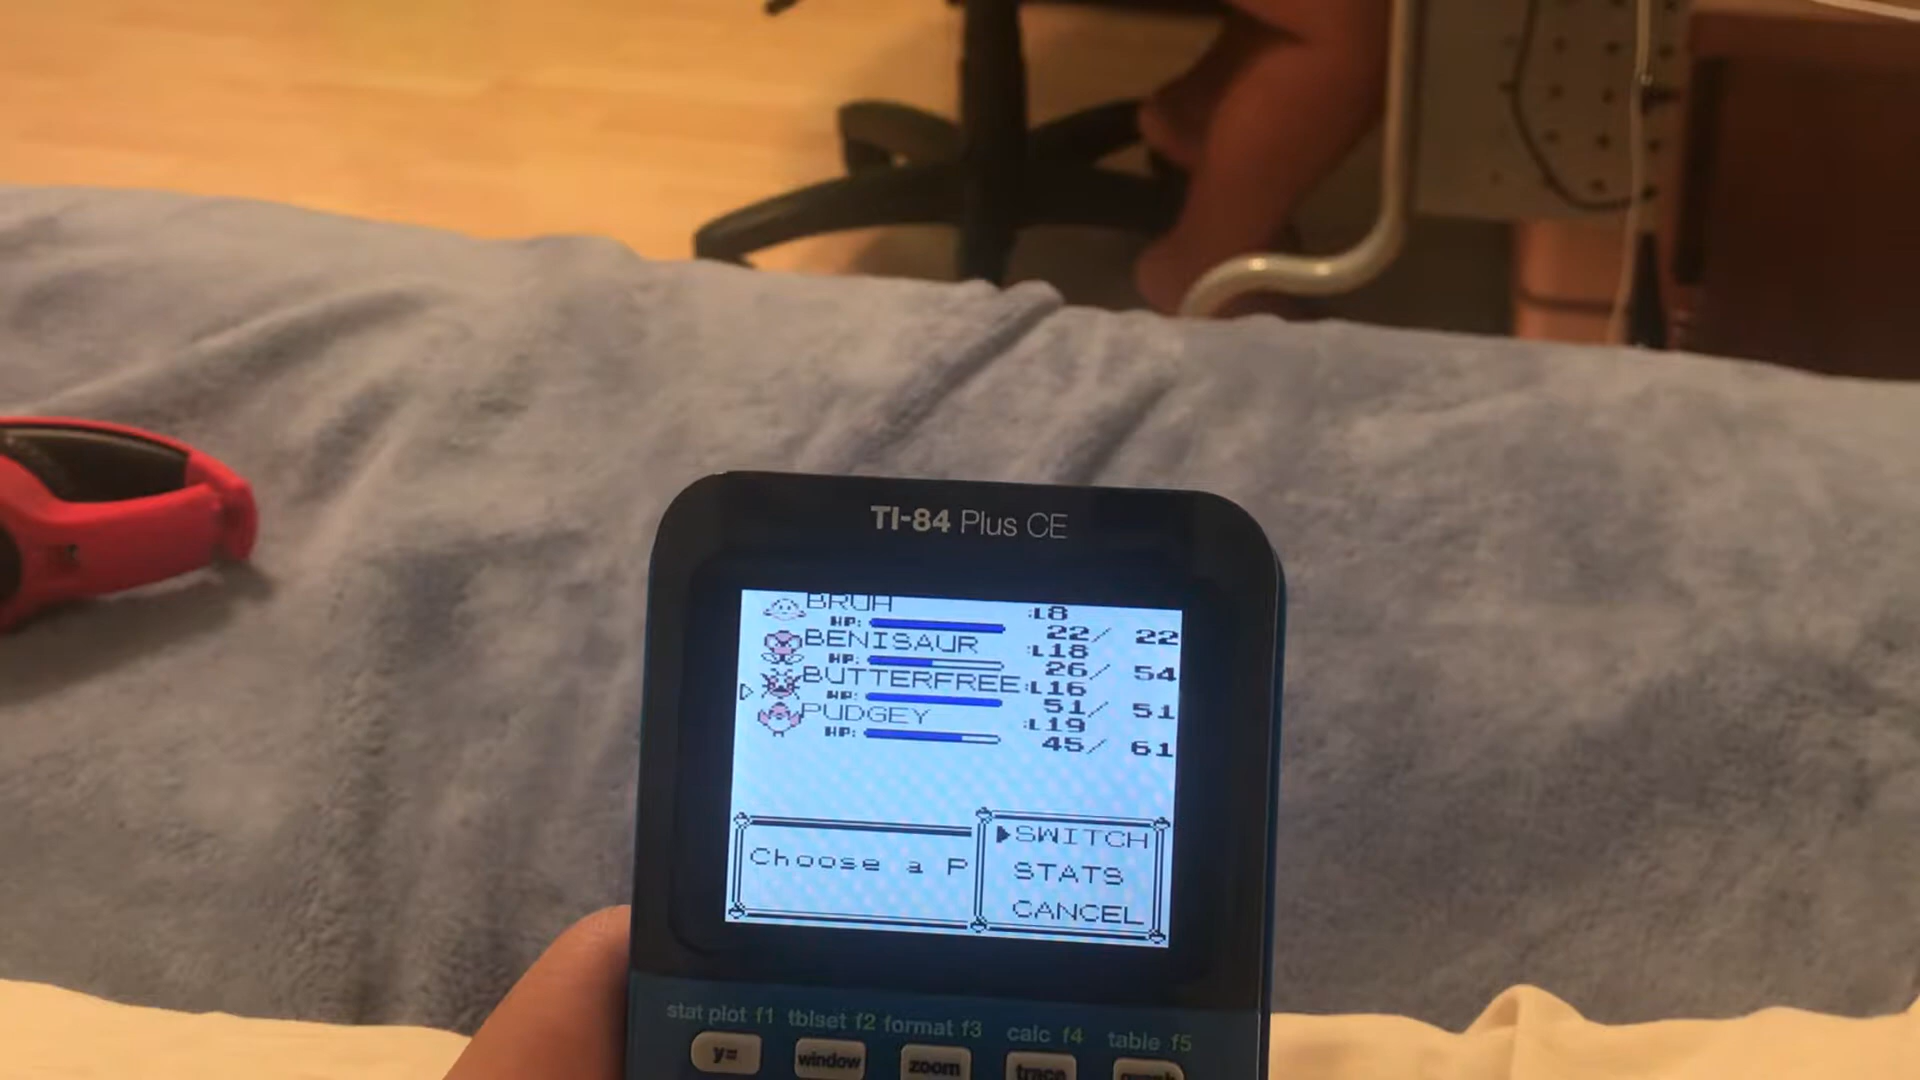 TI-84 Plus CE
BRUH :L8
HP: 22/ 22
BENISAUR :L18
HP: 26/ 54
BUTTERFREE :L16
HP: 51/ 51
PUDGEY :L19
HP: 45/ 61
Choose a P
SWITCH
STATS
CANCEL
stat plot f1 tblset f2 format f3 calc f4 table f5
y= window zoom trace graph